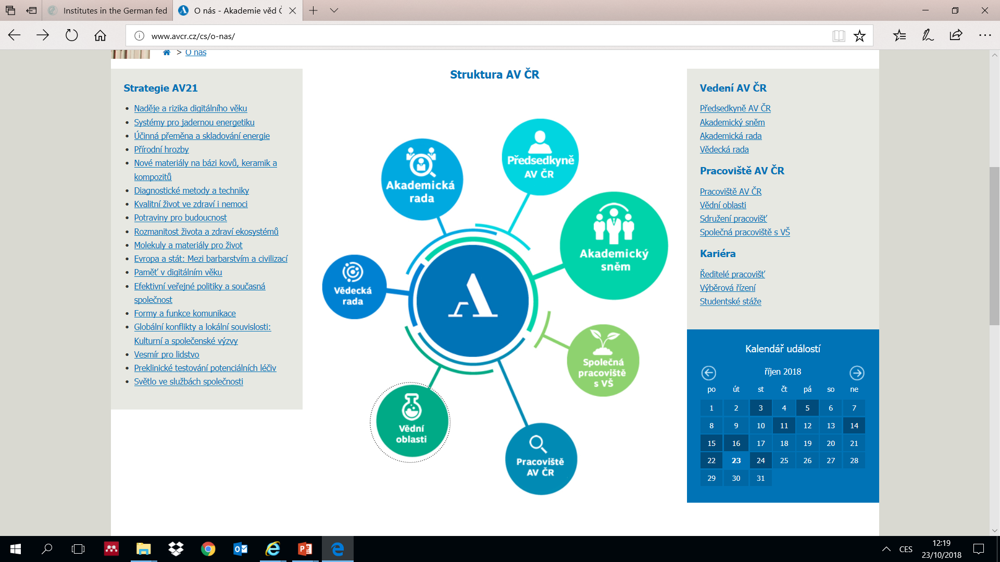 Institutes in the German fed
O nás - Akademie věd Č
www.avcr.cz/cs/o-nas/
> O nás
Strategie AV21
Naděje a rizika digitálního věku
Systémy pro jadernou energetiku
Účinná přeměna a skladování energie
Přírodní hrozby
Nové materiály na bázi kovů, keramik a
kompozitů
Diagnostické metody a techniky
Kvalitní život ve zdraví i nemoci
Potraviny pro budoucnost
Rozmanitost života a zdraví ekosystémů
Molekuly a materiály pro život
Evropa a stát: Mezi barbarstvím a civilizací
Paměť v digitálním věku
Efektivní veřejné politiky a současná
společnost
Formy a funkce komunikace
Globální konflikty a lokální souvislosti:
Kulturní a společenské výzvy
Vesmír pro lidstvo
Preklinické testování potenciálních léčiv
Světlo ve službách společnosti
Struktura AV ČR
Předsedkyně
AV ČR
Akademická
rada
Akademický
sněm
Vědecká
rada
Společná
pracoviště
s VŠ
Vědní
oblasti
Pracoviště
AV ČR
Vedení AV ČR
Předsedkyně AV ČR
Akademický sněm
Akademická rada
Vědecká rada
Pracoviště AV ČR
Pracoviště AV ČR
Vědní oblasti
Sdružení pracovišť
Společná pracoviště s VŠ
Kariéra
Ředitelé pracovišť
Výběrová řízení
Studentské stáže
Kalendář událostí
říjen 2018
po út st čt pá so ne
1 2 3 4 5 6 7
8 9 10 11 12 13 14
15 16 17 18 19 20 21
22 23 24 25 26 27 28
29 30 31
CES
12:19
23/10/2018